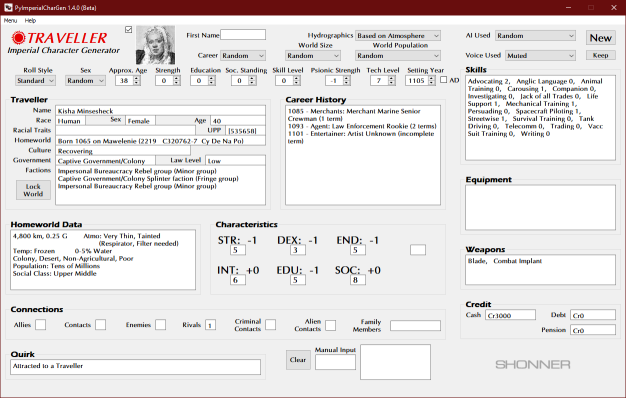 PyImperialCharGen 1.4.0 (Beta)
Menu Help
TRAVELLER
Imperial Character Generator
First Name
Hydrographics Based on Atmosphere
AI Used Random
New
World Size World Population
Career Random Random Random
Voice Used Muted
Keep
Roll Style Sex Approx. Age Strength Education Soc. Standing Skill Level Psionic Strength Tech Level Setting Year
Standard Random 38 0 0 0 0 -1 7 1105 AD
Skills
Advocating 2, Anglic Language 0, Animal
Training 0, Carousing 1, Companion 0,
Investigating 0, Jack of all Trades 0, Life
Support 1, Mechanical Training 1,
Persuading 0, Spacecraft Piloting 1,
Streetwise 1, Survival Training 0, Tank
Driving 0, Telecomm 0, Trading 0, Vacc
Suit Training 0, Writing 0
Traveller
Name Kisha Minsesheck
Race Human Sex Female Age 40
Racial Traits UPP [535658]
Homeworld Born 1065 on Mawelenie (2219 C320762-7 Cy De Na Po)
Culture Recovering
Government Captive Government/Colony Law Level Low
Factions Impersonal Bureaucracy Rebel group (Minor group)
Captive Government/Colony Splinter faction (Fringe group)
Impersonal Bureaucracy Rebel group (Minor group)
Lock
World
Career History
1085 - Merchants: Merchant Marine Senior
Crewman (1 term)
1093 - Agent: Law Enforcement Rookie (2 terms)
1101 - Entertainer: Artist Unknown (incomplete
term)
Equipment
Homeworld Data
4,800 km, 0.25 G Atmo: Very Thin, Tainted
(Respirator, Filter needed)
Temp: Frozen 0-5% Water
Colony, Desert, Non-Agricultural, Poor
Population: Tens of Millions
Social Class: Upper Middle
Characteristics
STR: -1 DEX: -1 END: -1
5 3 5
INT: +0 EDU: -1 SOC: +0
6 5 8
Weapons
Blade, Combat Implant
Credit
Cash Cr3000 Debt Cr0
Pension Cr0
Connections
Allies Contacts Enemies Rivals 1 Criminal Contacts Alien Contacts Family Members
Quirk
Attracted to a Traveller
Clear
Manual Input
SHONNER